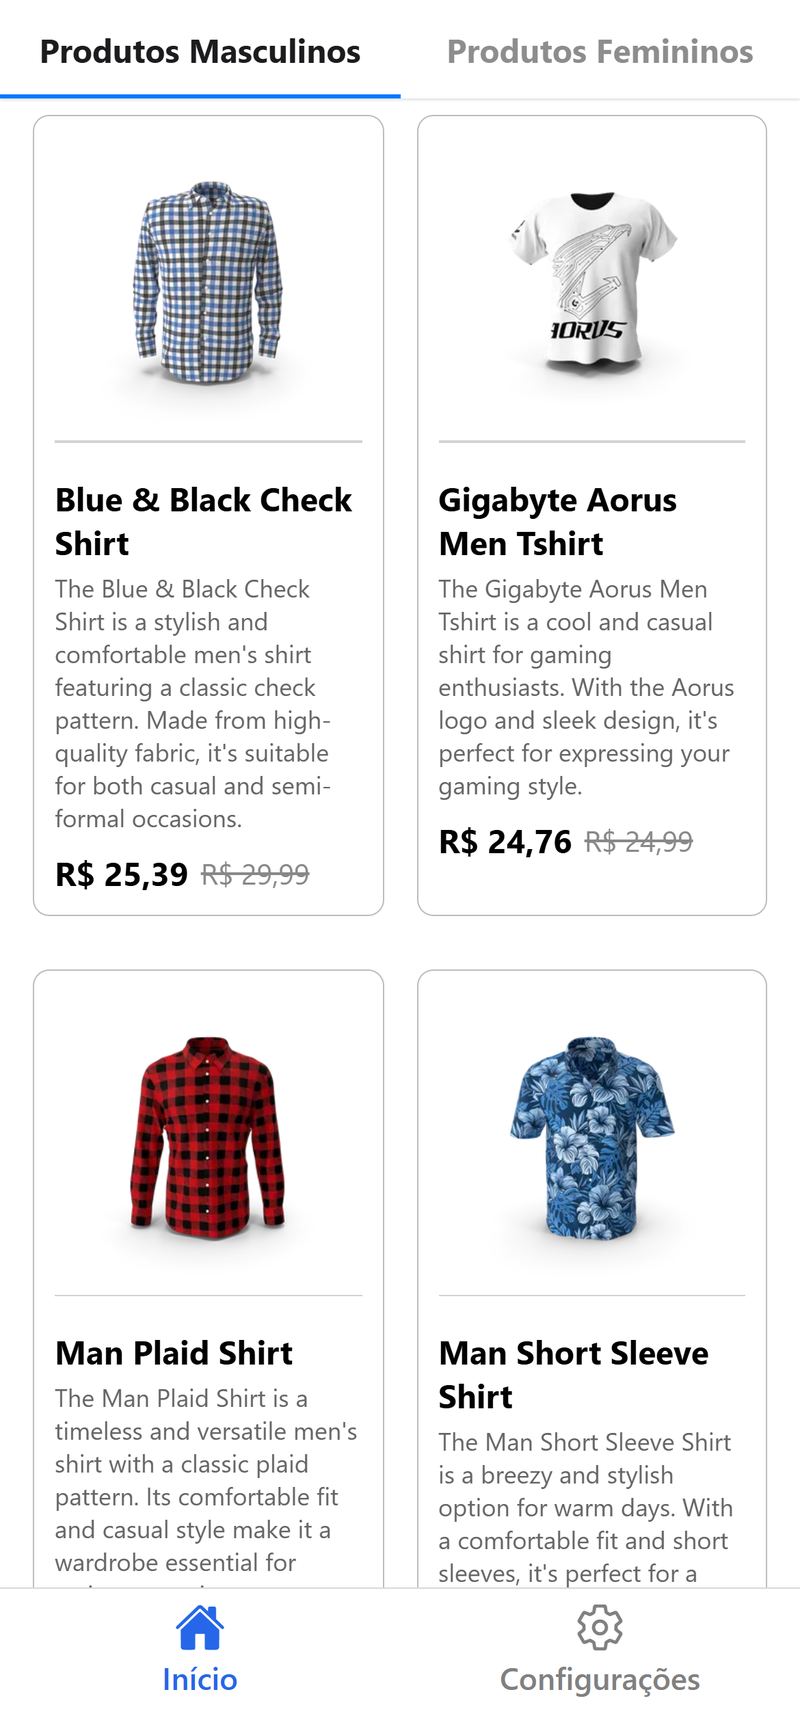 Produtos Masculinos
Produtos Femininos
AORUS
Blue & Black Check
Shirt
The Blue & Black Check
Shirt is a stylish and
comfortable men's shirt
featuring a classic check
pattern. Made from high-
quality fabric, it's suitable
for both casual and semi-
formal occasions.
R$ 25,39 R$ 29,99
Gigabyte Aorus
Men Tshirt
The Gigabyte Aorus Men
Tshirt is a cool and casual
shirt for gaming
enthusiasts. With the Aorus
logo and sleek design, it's
perfect for expressing your
gaming style.
R$ 24,76 R$ 24,99
Man Plaid Shirt
The Man Plaid Shirt is a
timeless and versatile men's
shirt with a classic plaid
pattern. Its comfortable fit
and casual style make it a
wardrobe essential for
Man Short Sleeve
Shirt
The Man Short Sleeve Shirt
is a breezy and stylish
option for warm days. With
a comfortable fit and short
sleeves, it's perfect for a
Início
Configurações